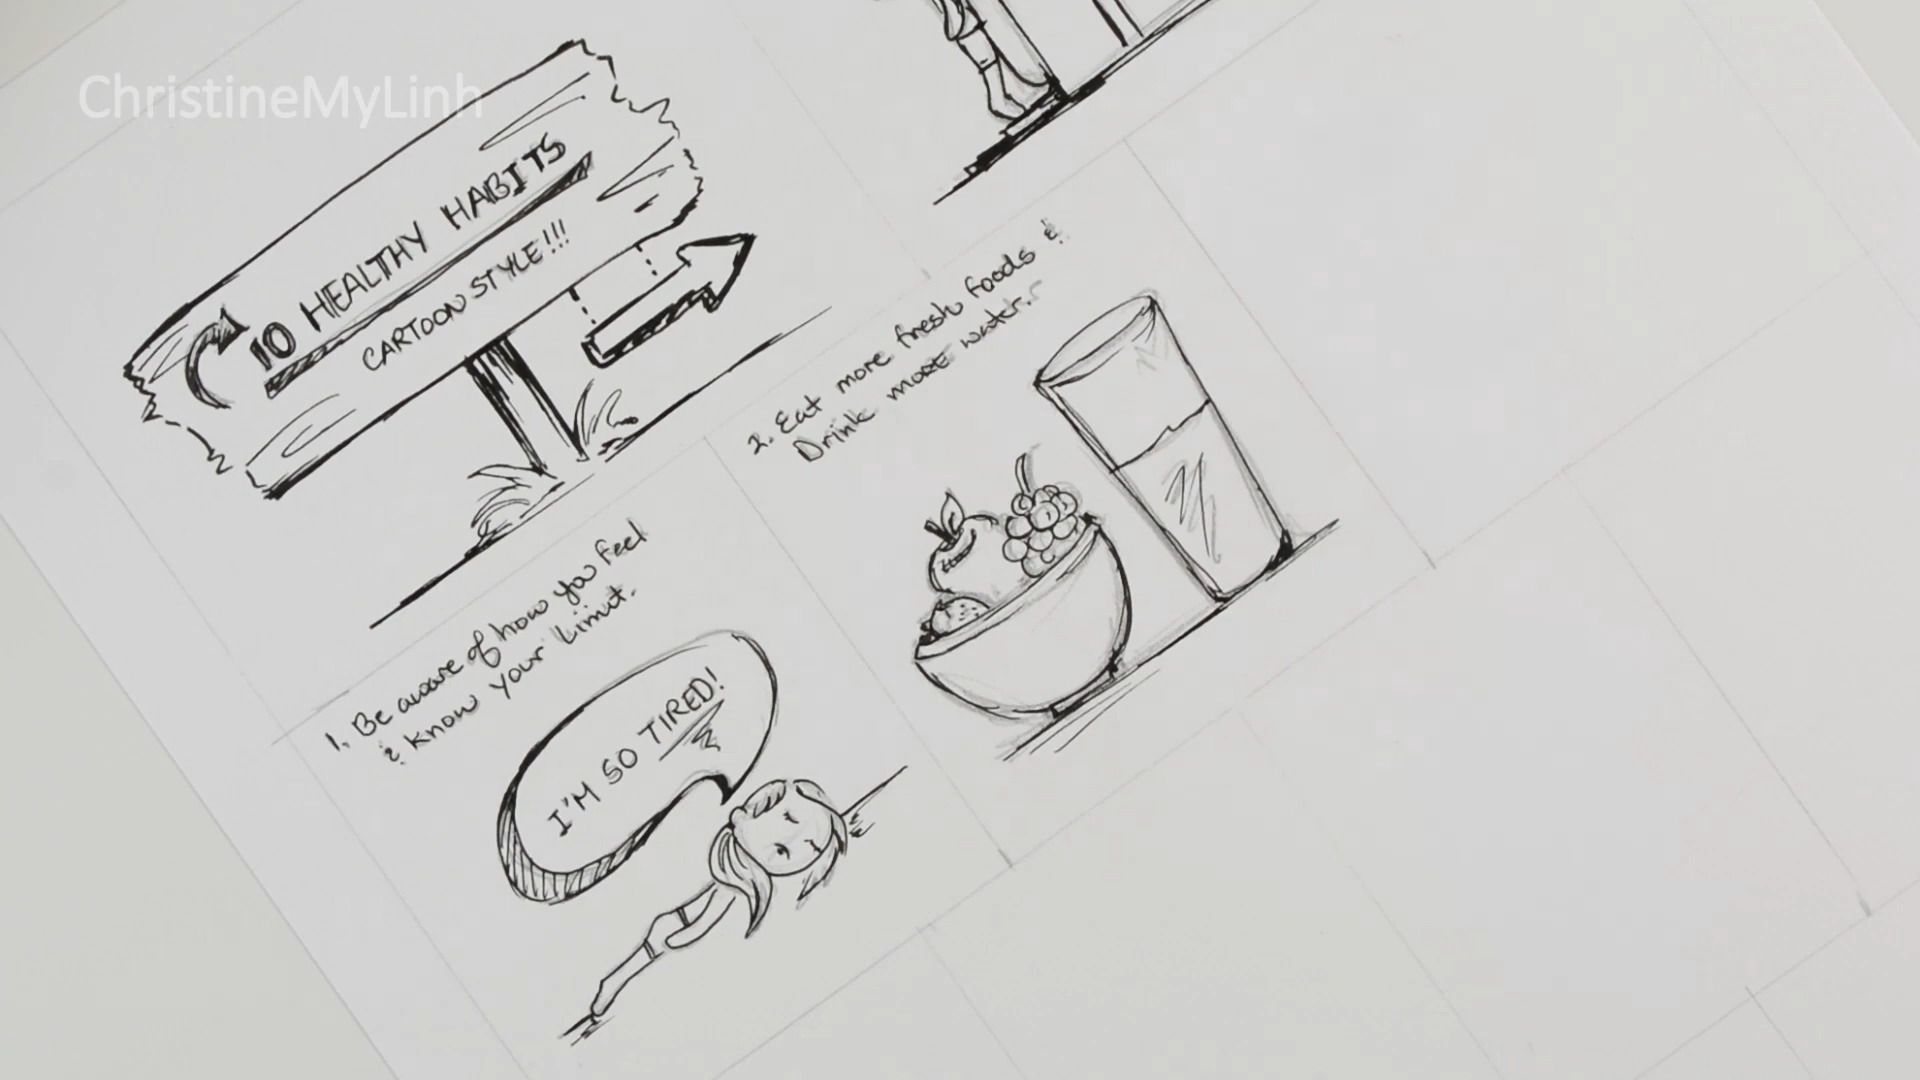 ChristineMyLinh
10 HEALTHY HABITS
CARTOON STYLE!!!
1. Be aware of how you feel
& know your limit.
I'M SO TIRED!
2. Eat more fresh foods &
Drink more water.